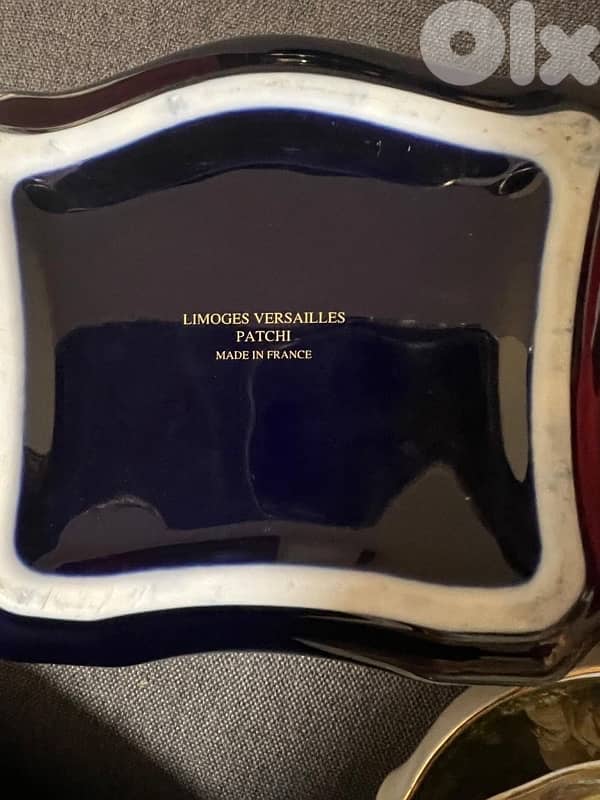 Olx
LIMOGES VERSAILLES
PATCHI
MADE IN FRANCE